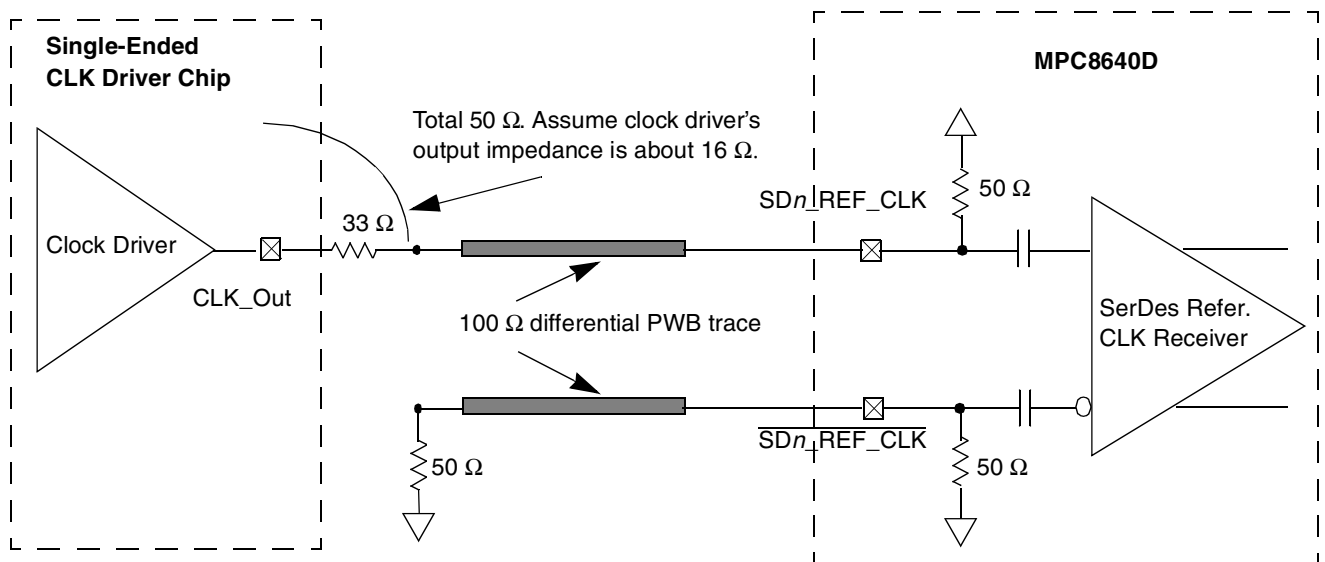 Single-Ended
CLK Driver Chip
MPC8640D
Total 50 Ω. Assume clock driver's
output impedance is about 16 Ω.
SDn_REF_CLK
50 Ω
33 Ω
Clock Driver
CLK_Out
100 Ω differential PWB trace
SerDes Refer.
CLK Receiver
SDn_REF_CLK
50 Ω
50 Ω